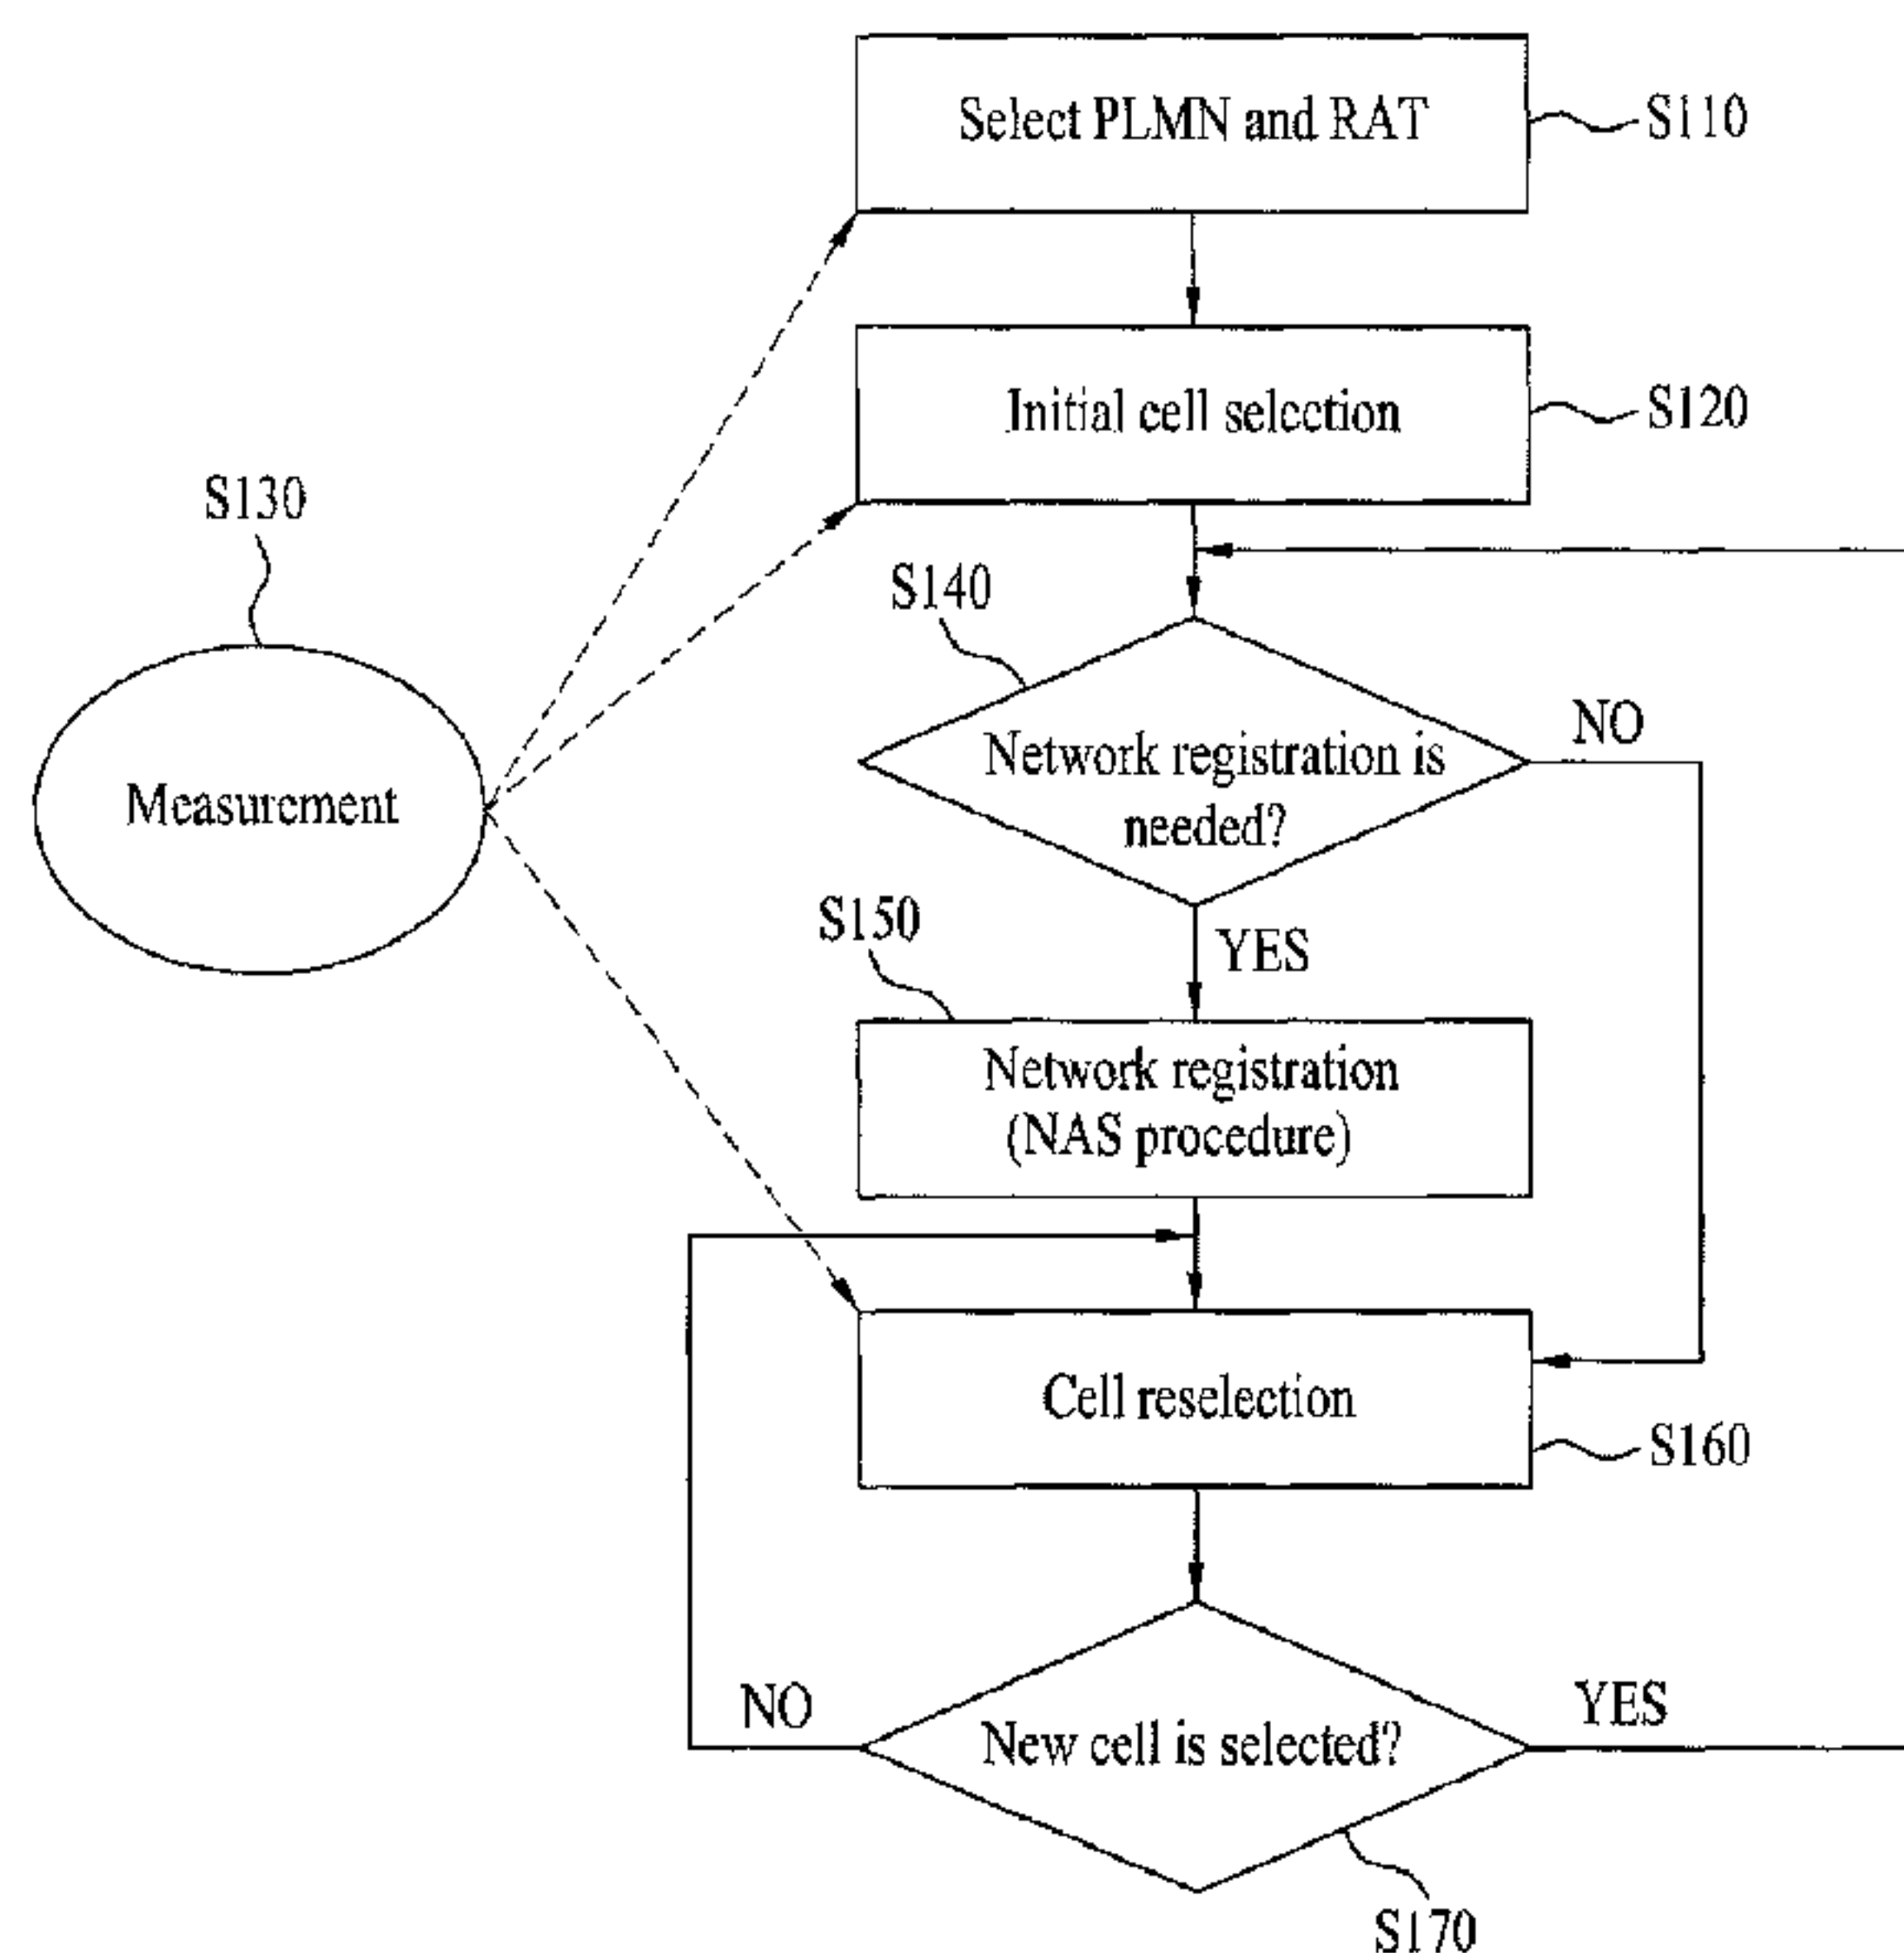 Select PLMN and RAT
S110
Initial cell selection
S120
S130
Measurement
S140
Network registration is
needed?
NO
YES
S150
Network registration
(NAS procedure)
Cell reselection
S160
New cell is selected?
NO
YES
S170